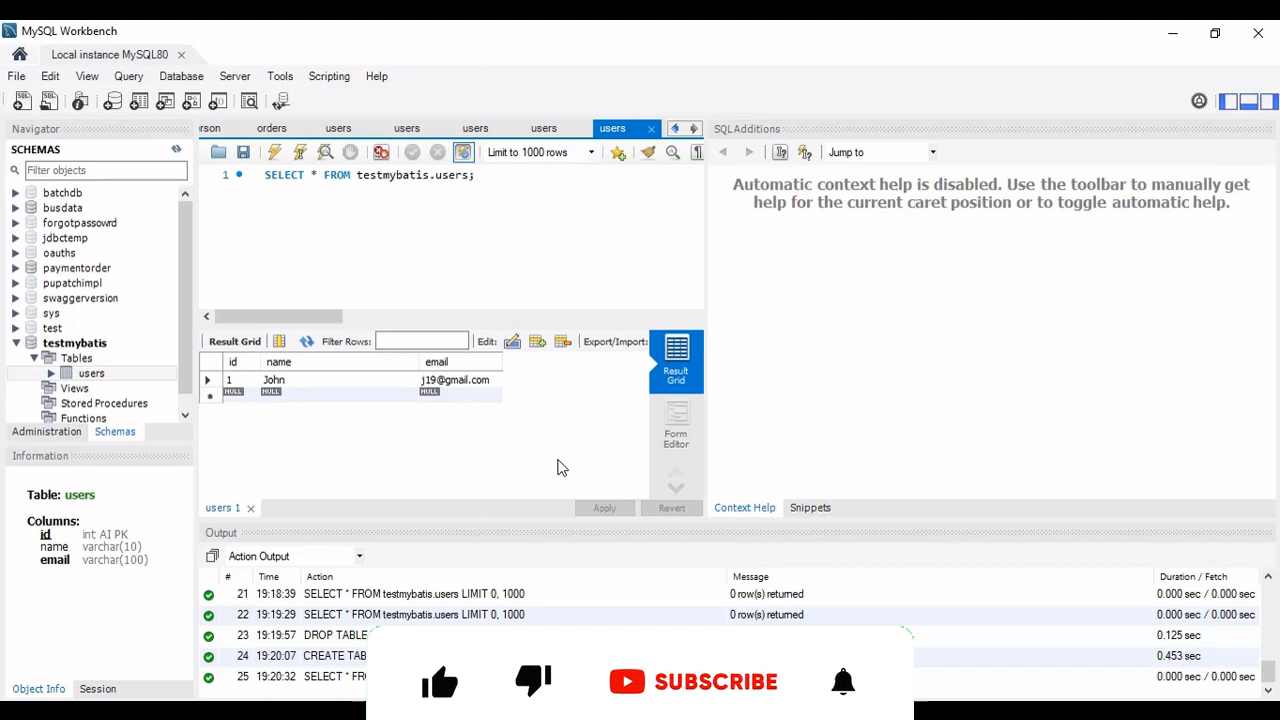 MySQL Workbench
Local instance MySQL80
File Edit View Query Database Server Tools Scripting Help
Navigator
SCHEMAS
Filter objects
batchdb
busdata
forgotpassowrd
jdbctemp
oauths
paymentorder
pupatchimpl
swaggerversion
sys
test
testmybatis
Tables
users
Views
Stored Procedures
Functions
Administration Schemas
Information
Table: users
Columns:
id int AI PK
name varchar(10)
email varchar(100)
Object Info Session
erson orders users users users users users
Limit to 1000 rows
1 SELECT * FROM testmybatis.users;
Result Grid Filter Rows: Edit: Export/Import:
id name email
1 John j19@gmail.com
NULL NULL NULL
Result Grid
Form Editor
users 1
Apply Revert
SQLAdditions
Jump to
Automatic context help is disabled. Use the toolbar to manually get
help for the current caret position or to toggle automatic help.
Context Help Snippets
Output
Action Output
# Time Action Message Duration / Fetch
21 19:18:39 SELECT * FROM testmybatis.users LIMIT 0, 1000 0 row(s) returned 0.000 sec / 0.000 sec
22 19:19:29 SELECT * FROM testmybatis.users LIMIT 0, 1000 0 row(s) returned 0.000 sec / 0.000 sec
23 19:19:57 DROP TABLE 0.125 sec
24 19:20:07 CREATE TAB 0.453 sec
25 19:20:32 SELECT * FRO 0.000 sec / 0.000 sec
SUBSCRIBE